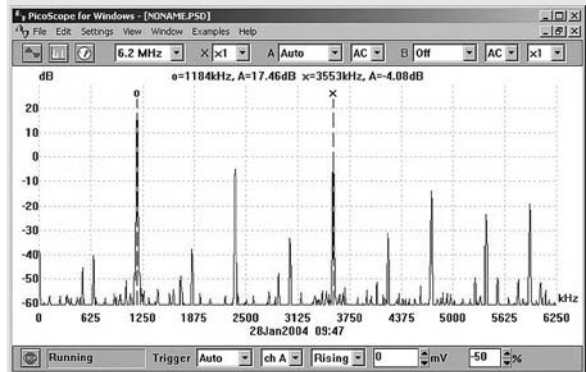 PicoScope for Windows - [NONAME.PSD]
File Edit Settings View Window Examples Help
6.2 MHz X x1 A Auto AC B Off AC x1
dB o=1184kHz, A=17.46dB x=3553kHz, A=-4.08dB
o x
20
10
0
-10
-20
-30
-40
-50
-60
kHz
0 625 1250 1875 2500 3125 3750 4375 5000 5625 6250
28Jan2004 09:47
Running Trigger Auto ch A Rising 0 mV -50 %